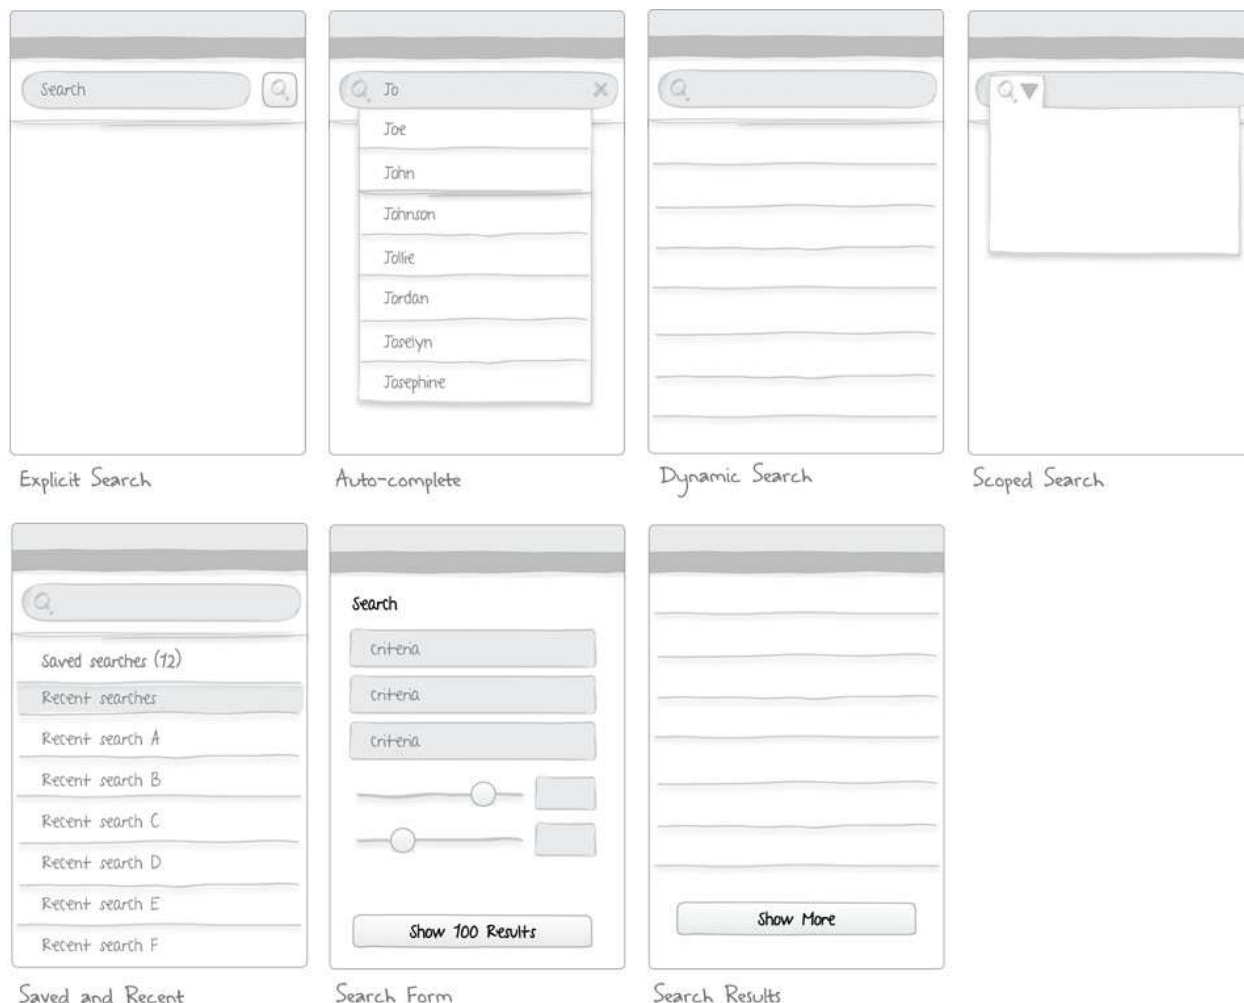 Search
Explicit Search
Jo
Joe
John
Johnson
Jollie
Jordan
Joselyn
Josephine
Auto-complete
Dynamic Search
Scoped Search
Saved searches (12)
Recent searches
Recent search A
Recent search B
Recent search C
Recent search D
Recent search E
Recent search F
Saved and Recent
Search
criteria
criteria
criteria
Show 100 Results
Search Form
Show More
Search Results